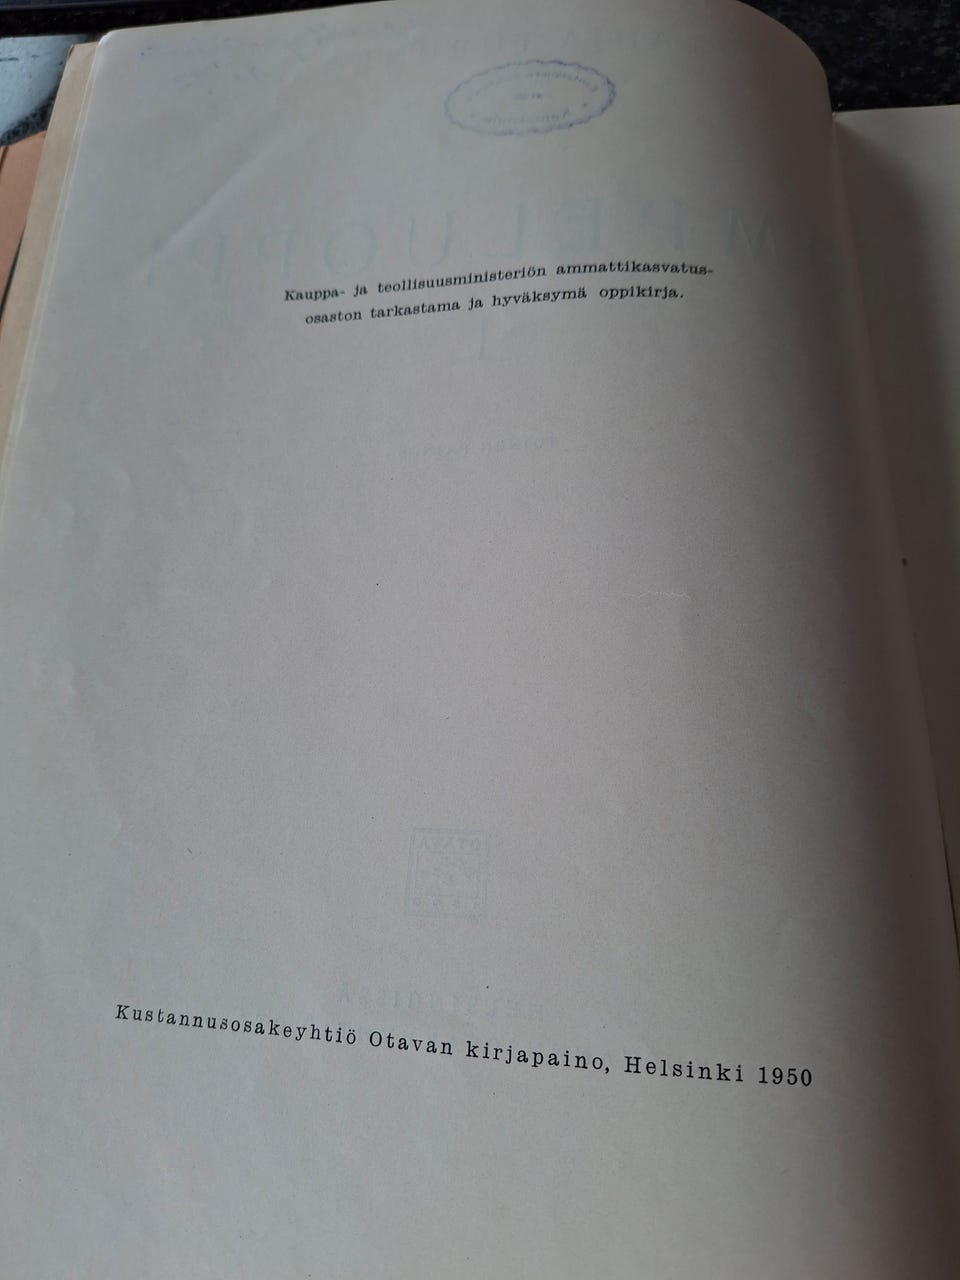 Kauppa- ja teollisuusministeriön ammattikasvatus-
osaston tarkastama ja hyväksymä oppikirja.
Kustannusosakeyhtiö Otavan kirjapaino, Helsinki 1950